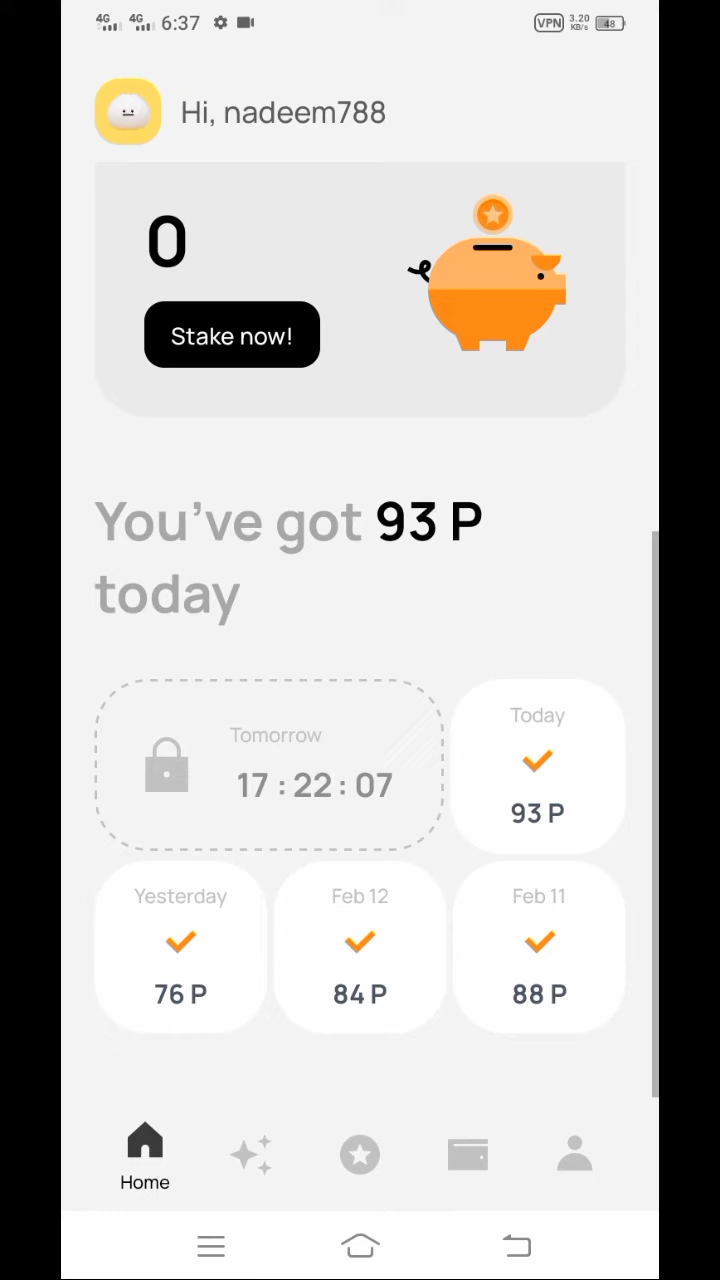 4G 4G 6:37 VPN 3.20 KB/s 48
Hi, nadeem788
0
Stake now!
You've got 93 P
today
Tomorrow
17 : 22 : 07
Today
93 P
Yesterday
76 P
Feb 12
84 P
Feb 11
88 P
Home